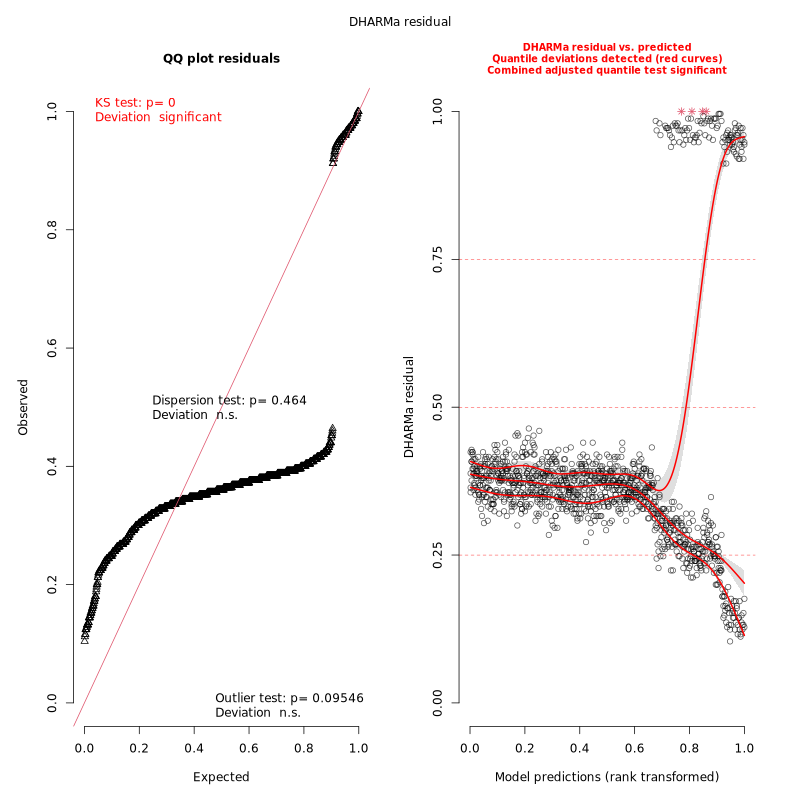 DHARMa residual
QQ plot residuals
KS test: p= 0
Deviation significant
Dispersion test: p= 0.464
Deviation n.s.
Outlier test: p= 0.09546
Deviation n.s.
Observed
0.0 0.2 0.4 0.6 0.8 1.0
Expected
0.0 0.2 0.4 0.6 0.8 1.0
DHARMa residual vs. predicted
Quantile deviations detected (red curves)
Combined adjusted quantile test significant
DHARMa residual
0.00 0.25 0.50 0.75 1.00
Model predictions (rank transformed)
0.0 0.2 0.4 0.6 0.8 1.0